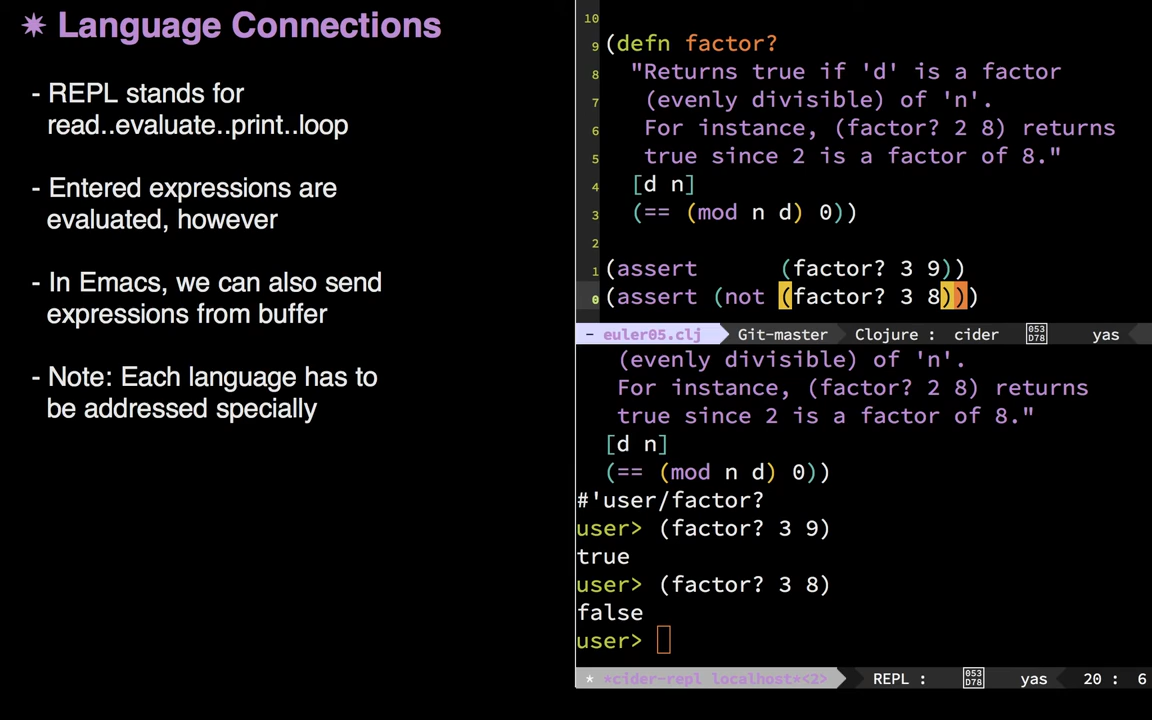 ✷ Language Connections
- REPL stands for
read..evaluate..print..loop
- Entered expressions are
evaluated, however
- In Emacs, we can also send
expressions from buffer
- Note: Each language has to
be addressed specially
10
9 (defn factor?
8 "Returns true if 'd' is a factor
7 (evenly divisible) of 'n'.
6 For instance, (factor? 2 8) returns
5 true since 2 is a factor of 8."
4 [d n]
3 (== (mod n d) 0))
2
1 (assert      (factor? 3 9))
0 (assert (not (factor? 3 8)))
- euler05.clj Git-master Clojure : cider 053 D78 yas
(evenly divisible) of 'n'.
For instance, (factor? 2 8) returns
true since 2 is a factor of 8."
[d n]
(== (mod n d) 0))
#'user/factor?
user> (factor? 3 9)
true
user> (factor? 3 8)
false
user>
* *cider-repl localhost*<2> REPL : 053 D78 yas 20 : 6